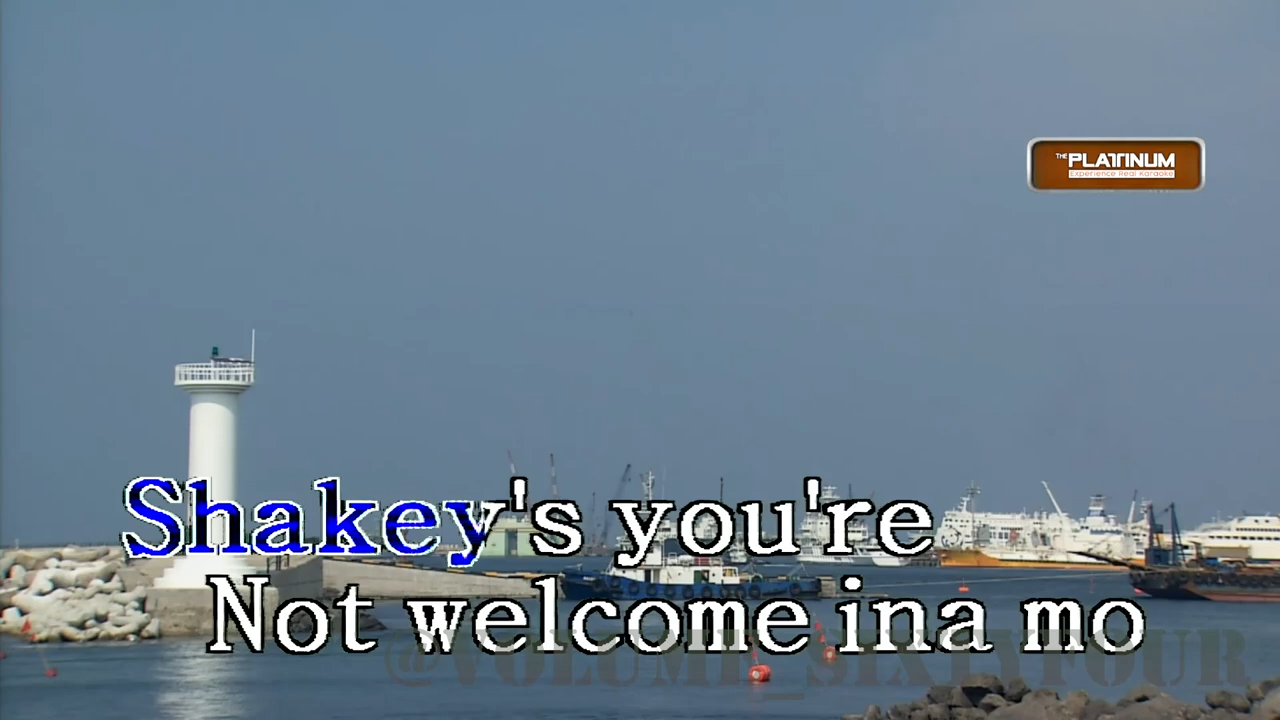 THE PLATINUM
Experience Real Karaoke
Shakey's you're
Not welcome ina mo
@VOLUME_SIXTYFOUR